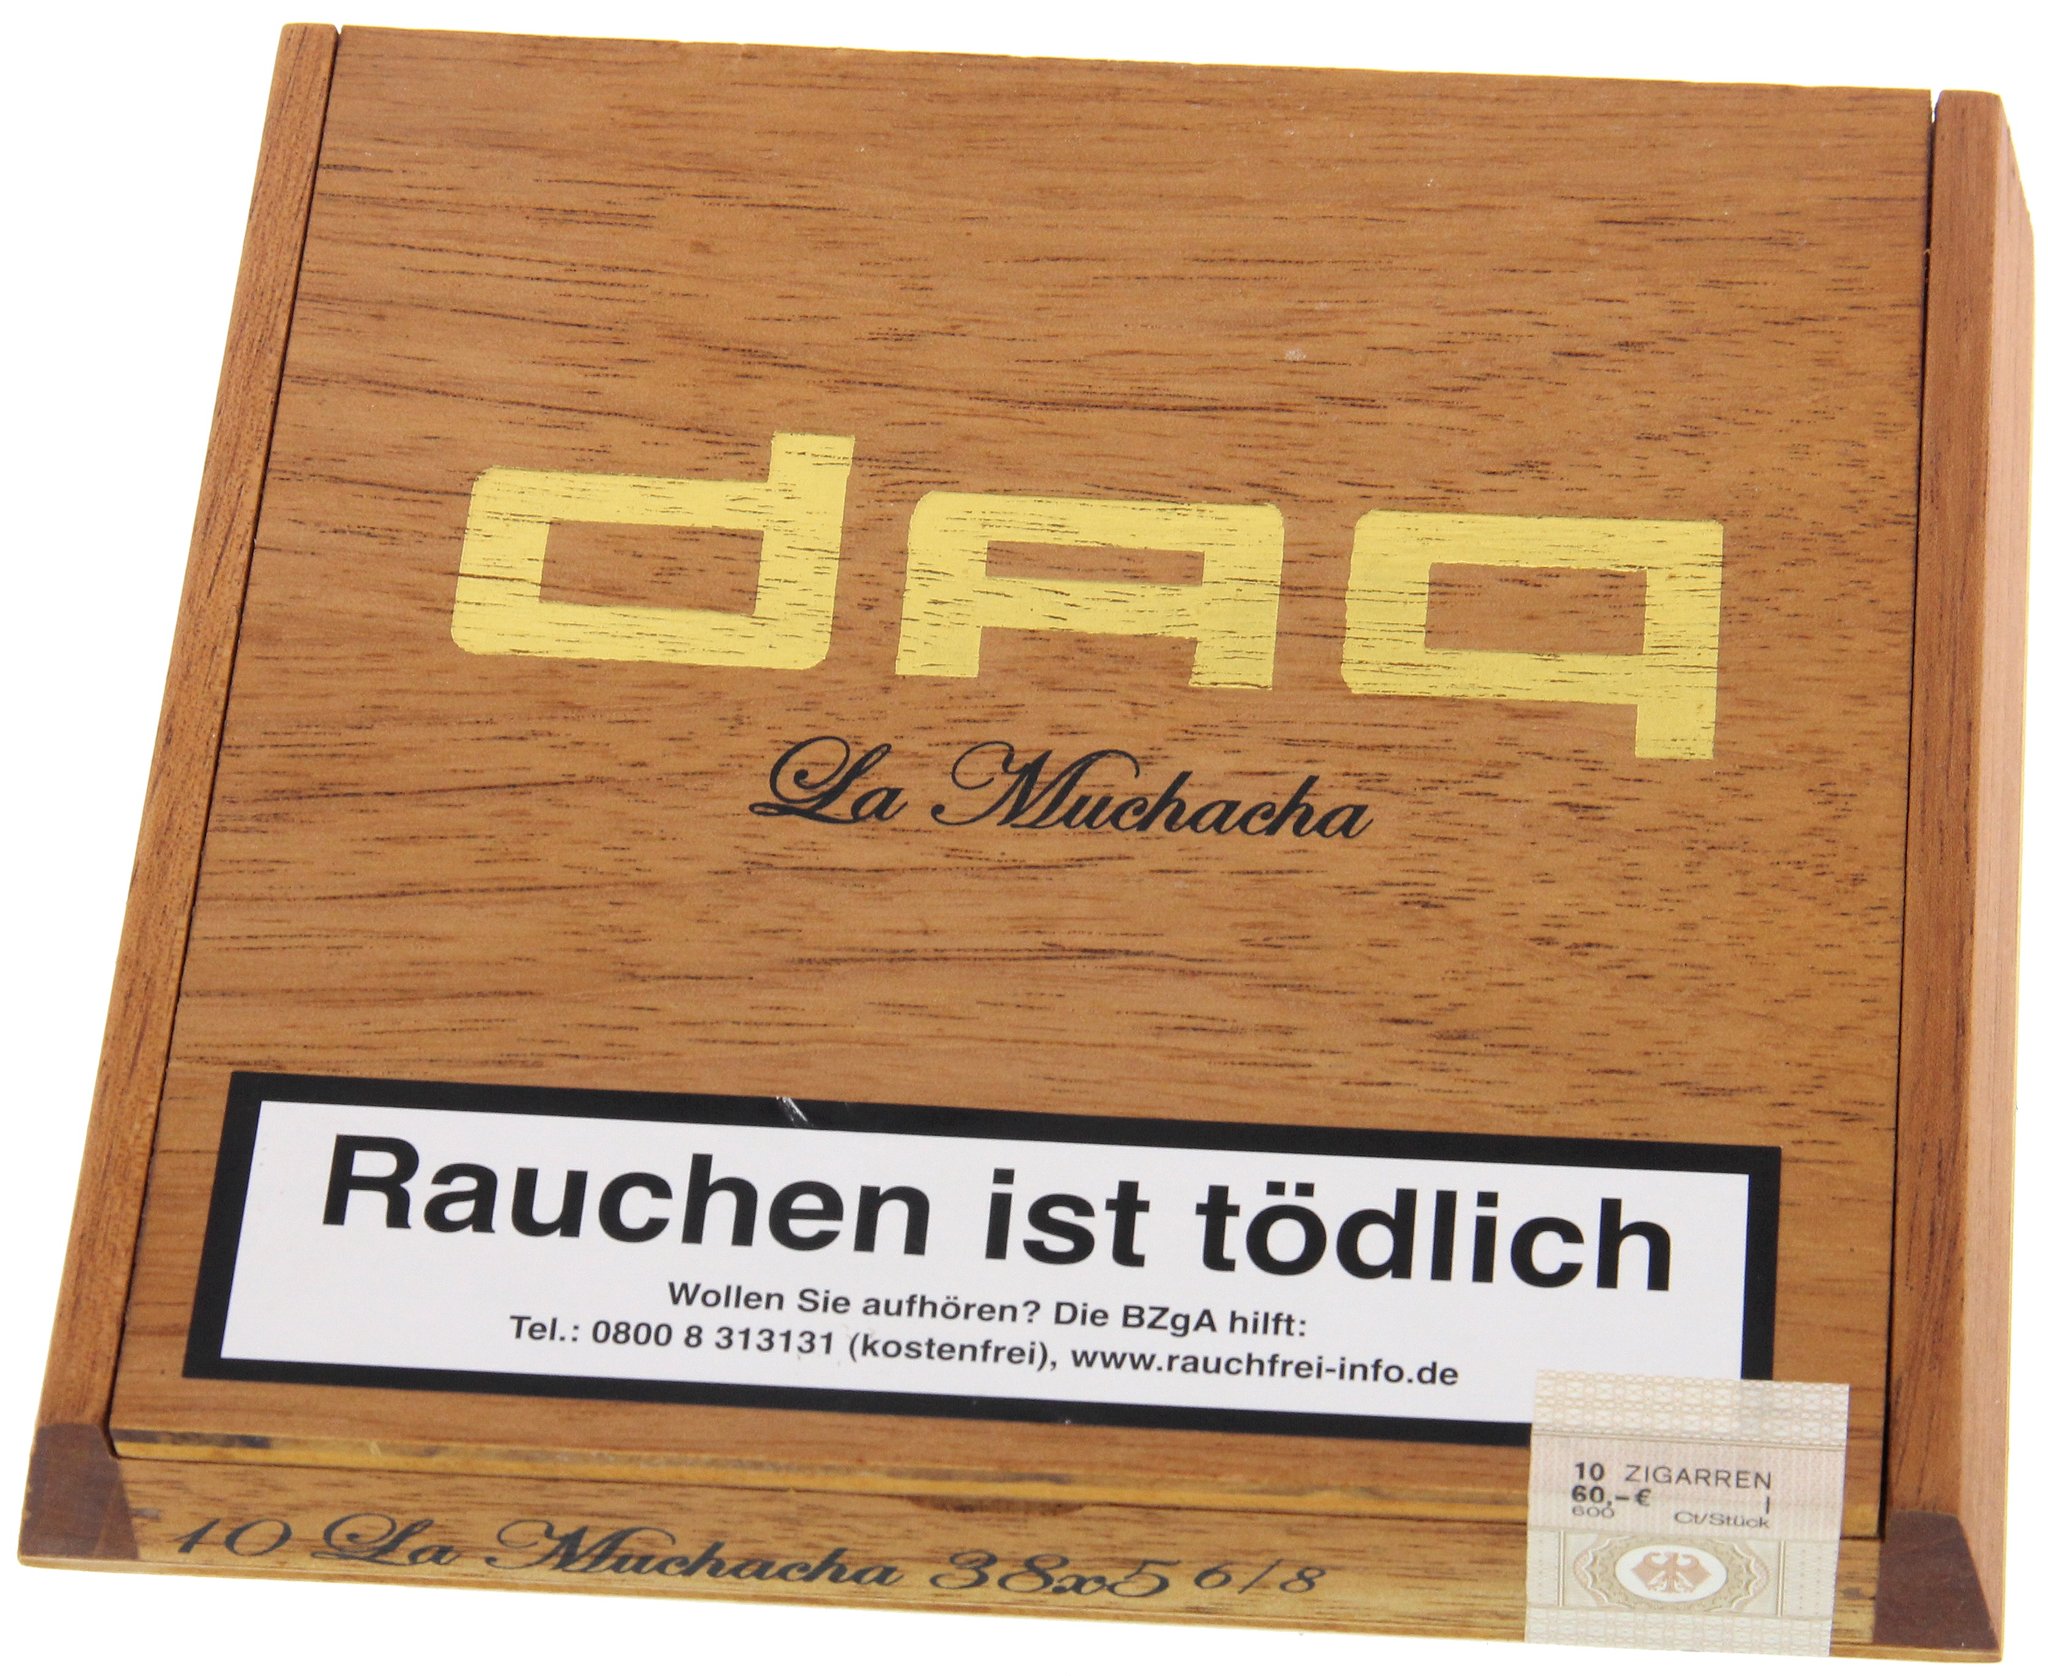 dAq
La Muchacha
Rauchen ist tödlich
Wollen Sie aufhören? Die BZgA hilft:
Tel.: 0800 8 313131 (kostenfrei), www.rauchfrei-info.de
10 ZIGARREN
60,-€ I
600 Ct/Stück
10 La Muchacha 38x5 6/8